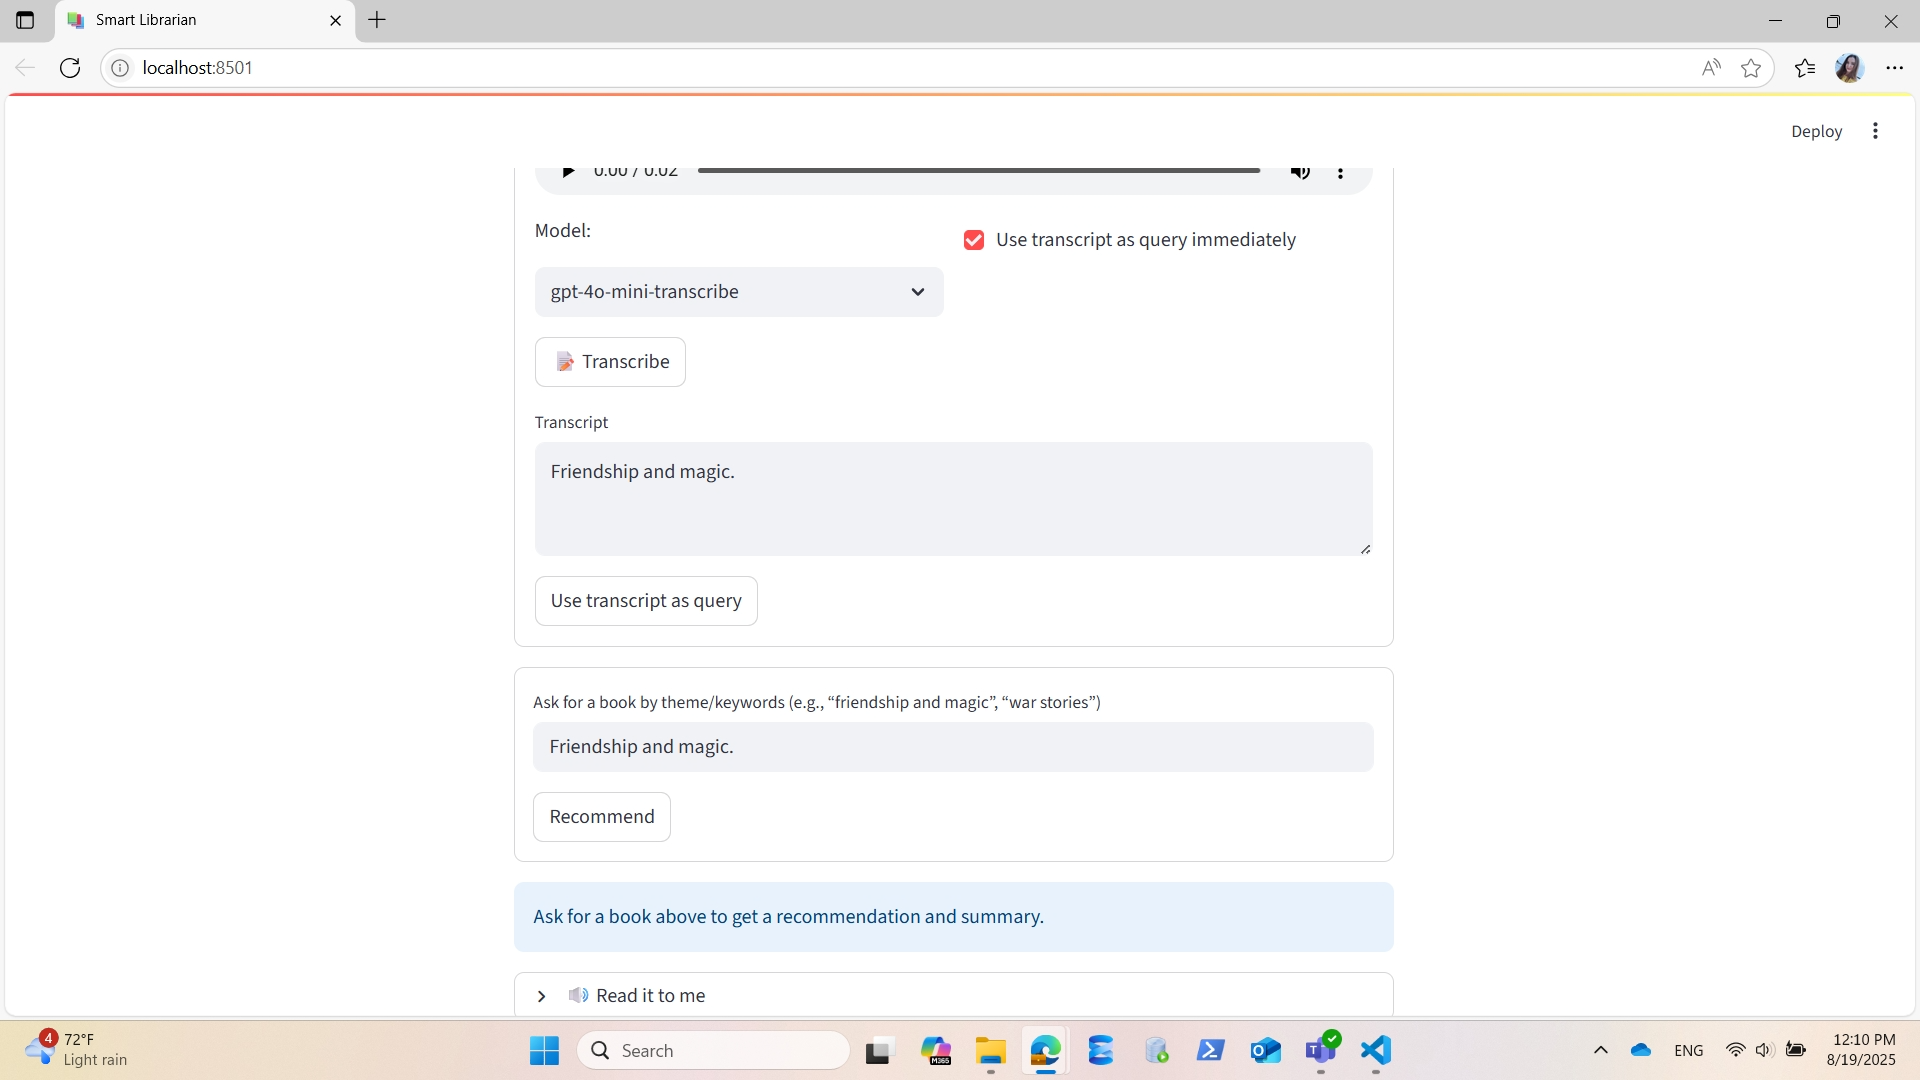 Smart Librarian
localhost:8501
Deploy
0:00 / 0:02
Model:
Use transcript as query immediately
gpt-4o-mini-transcribe
Transcribe
Transcript
Friendship and magic.
Use transcript as query
Ask for a book by theme/keywords (e.g., “friendship and magic”, “war stories”)
Friendship and magic.
Recommend
Ask for a book above to get a recommendation and summary.
Read it to me
4
72°F
Light rain
Search
M365
ENG
12:10 PM
8/19/2025